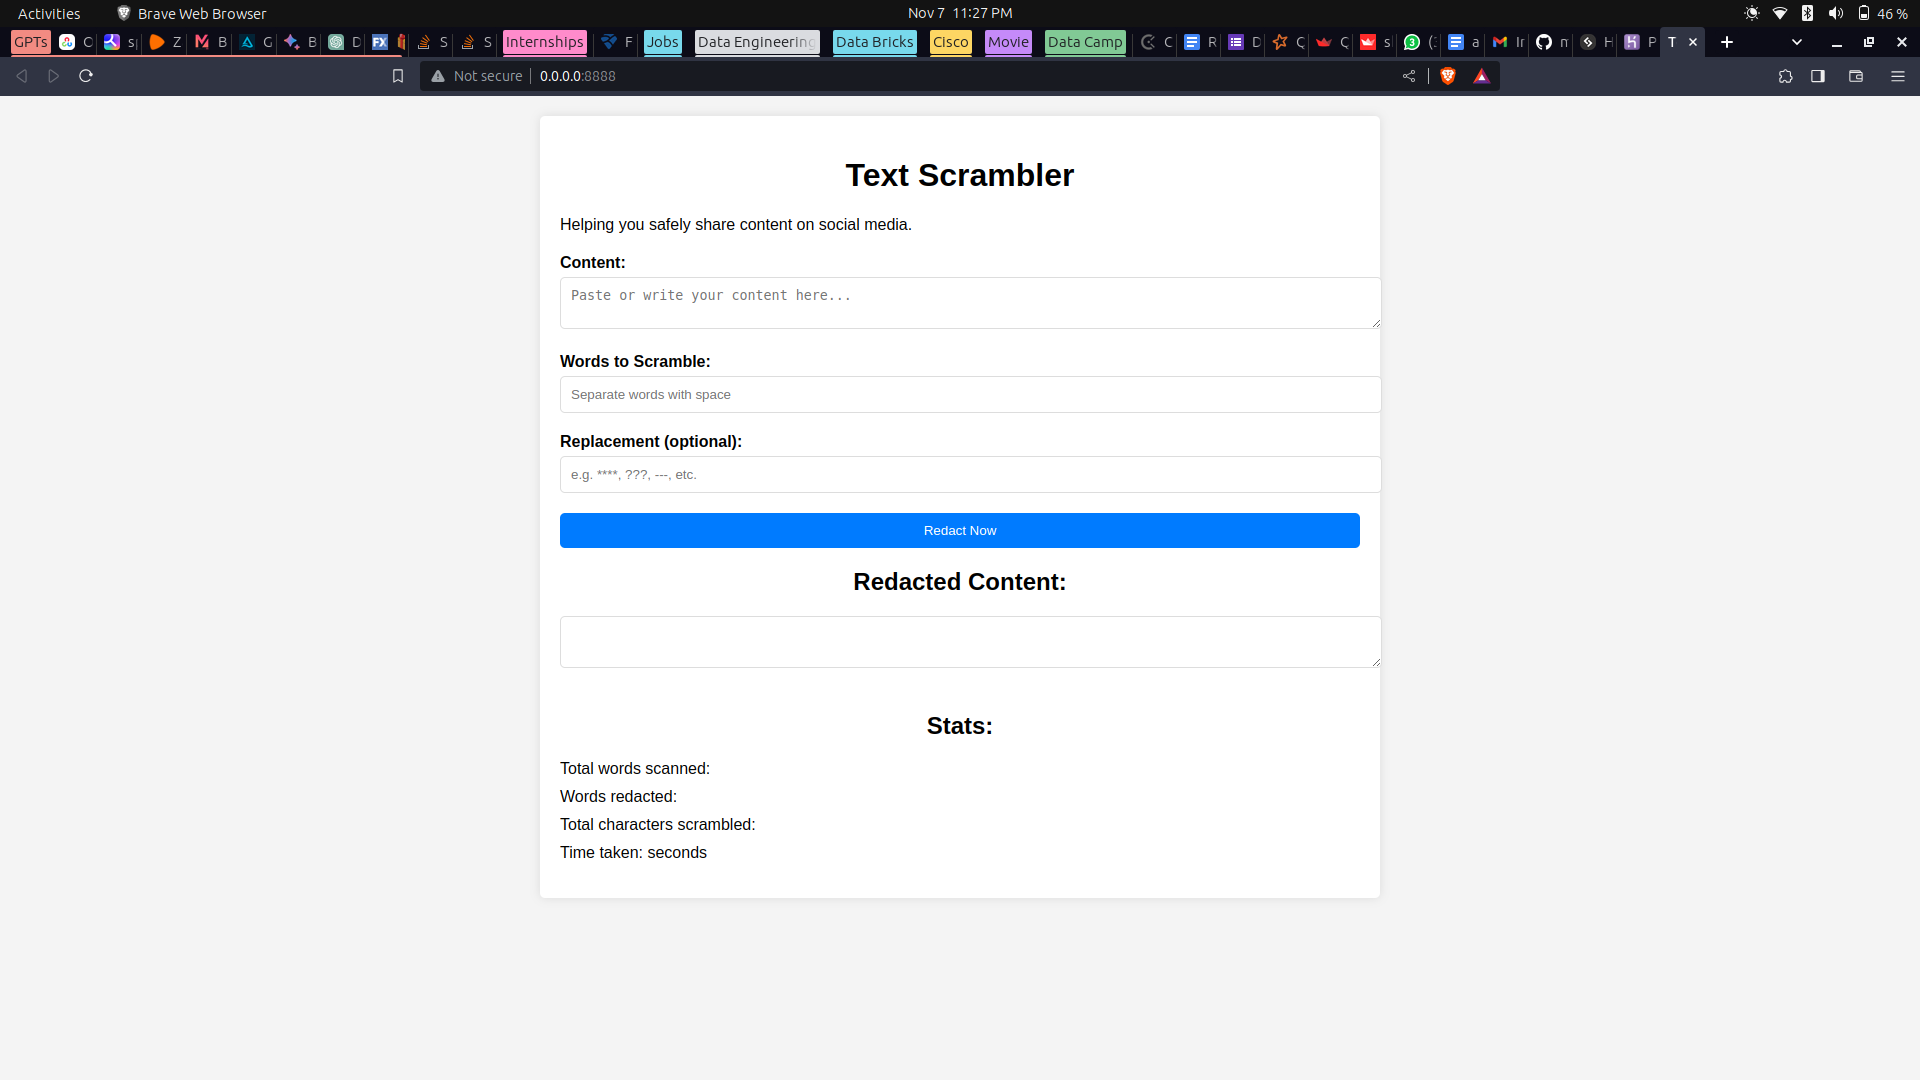 Activities Brave Web Browser Nov 7 11:27 PM 46 %
GPTs C Z B G B D S S Internships F Jobs Data Engineering Data Bricks Cisco Movie Data Camp C R D a H P T
Not secure 0.0.0.0:8888
Text Scrambler
Helping you safely share content on social media.
Content:
Paste or write your content here...
Words to Scramble:
Separate words with space
Replacement (optional):
e.g. ****, ???, ---, etc.
Redact Now
Redacted Content:
Stats:
Total words scanned:
Words redacted:
Total characters scrambled:
Time taken: seconds